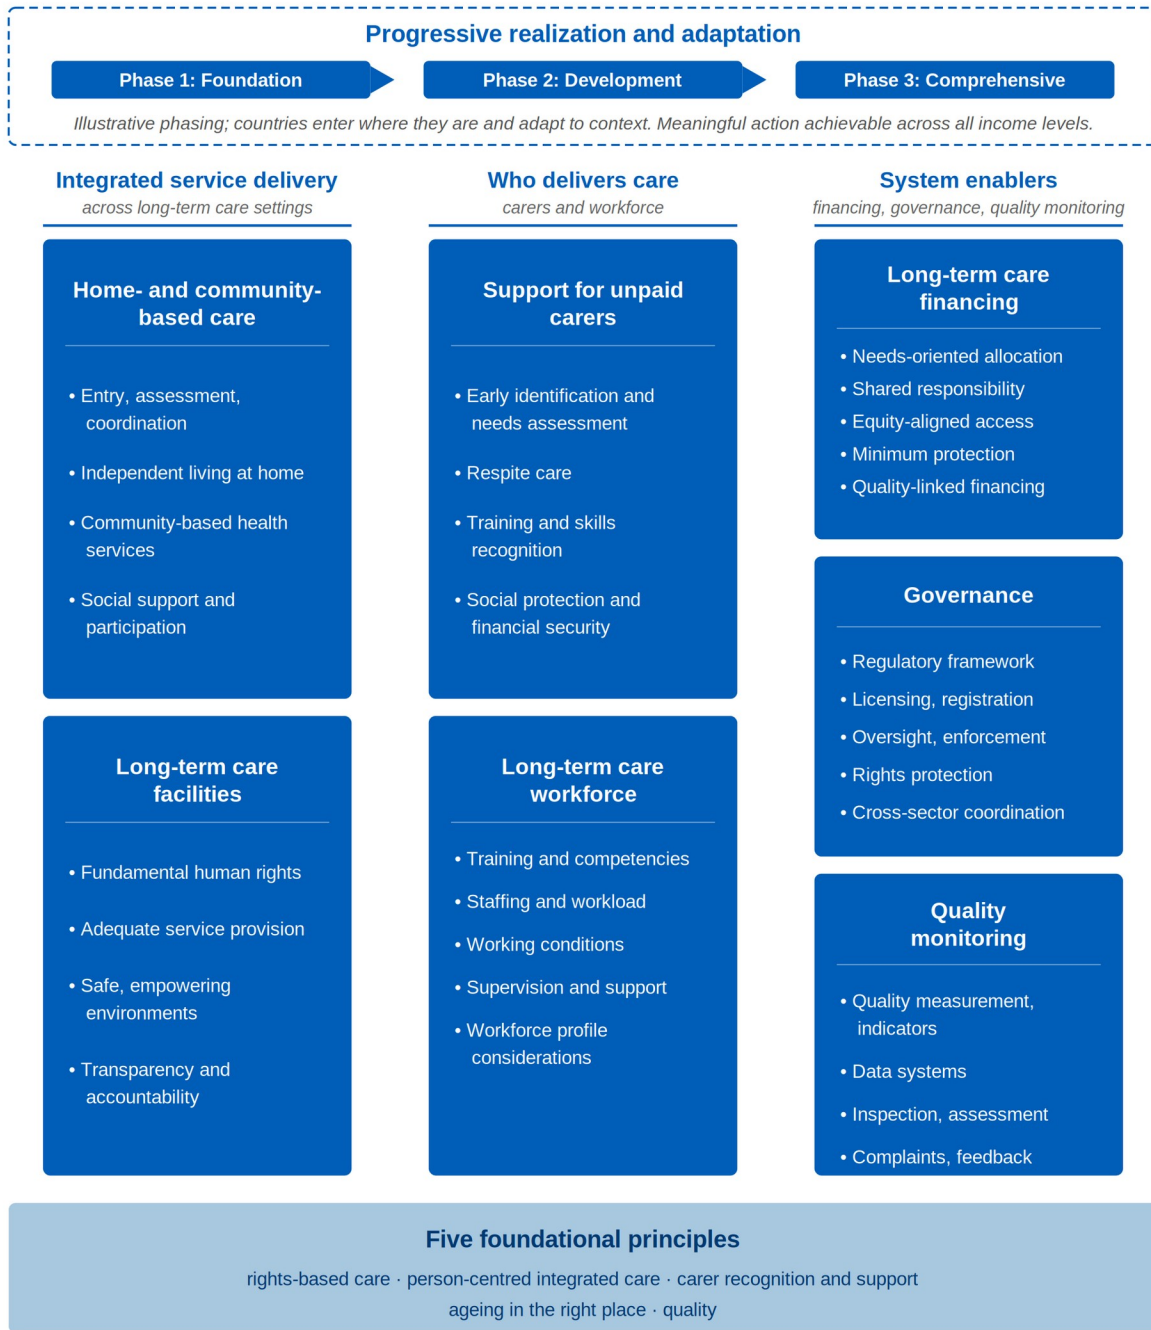 Progressive realization and adaptation
Phase 1: Foundation
Phase 2: Development
Phase 3: Comprehensive
Illustrative phasing; countries enter where they are and adapt to context. Meaningful action achievable across all income levels.
Integrated service delivery
across long-term care settings
Home- and community-
based care
• Entry, assessment,
coordination
• Independent living at home
• Community-based health
services
• Social support and
participation
Long-term care
facilities
• Fundamental human rights
• Adequate service provision
• Safe, empowering
environments
• Transparency and
accountability
Who delivers care
carers and workforce
Support for unpaid
carers
• Early identification and
needs assessment
• Respite care
• Training and skills
recognition
• Social protection and
financial security
Long-term care
workforce
• Training and competencies
• Staffing and workload
• Working conditions
• Supervision and support
• Workforce profile
considerations
System enablers
financing, governance, quality monitoring
Long-term care
financing
• Needs-oriented allocation
• Shared responsibility
• Equity-aligned access
• Minimum protection
• Quality-linked financing
Governance
• Regulatory framework
• Licensing, registration
• Oversight, enforcement
• Rights protection
• Cross-sector coordination
Quality
monitoring
• Quality measurement,
indicators
• Data systems
• Inspection, assessment
• Complaints, feedback
Five foundational principles
rights-based care · person-centred integrated care · carer recognition and support
ageing in the right place · quality